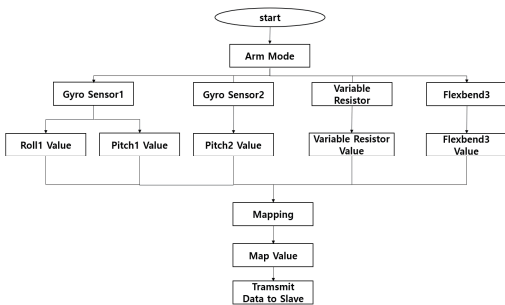 start
Arm Mode
Gyro Sensor1
Gyro Sensor2
Variable
Resistor
Flexbend3
Roll1 Value
Pitch1 Value
Pitch2 Value
Variable Resistor
Value
Flexbend3
Value
Mapping
Map Value
Tramsmit
Data to Slave